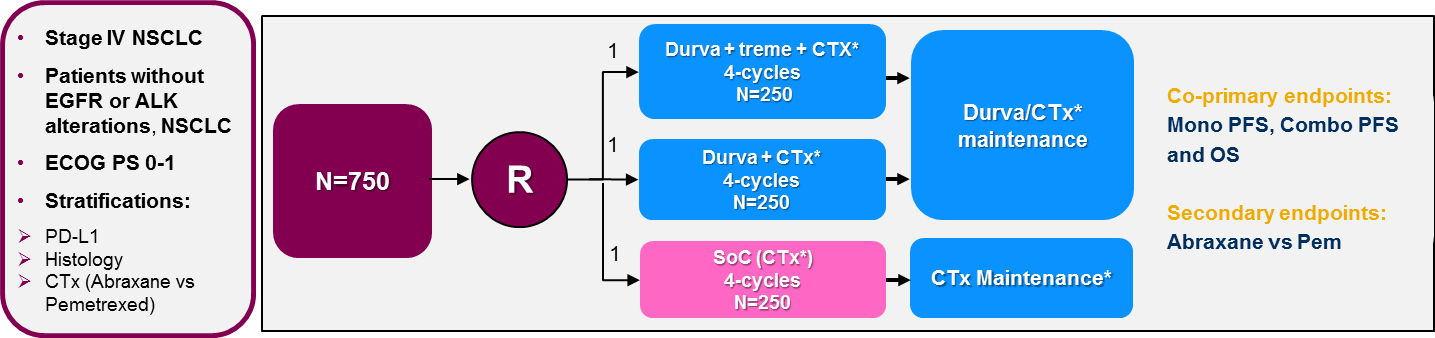 Stage IV NSCLC
Patients without
EGFR or ALK
alterations, NSCLC
ECOG PS 0-1
Stratifications:
PD-L1
Histology
CTx (Abraxane vs
Pemetrexed)
N=750
R
1
Durva + treme + CTX*
4-cycles
N=250
1
Durva + CTx*
4-cycles
N=250
1
SoC (CTx*)
4-cycles
N=250
Durva/CTx*
maintenance
CTx Maintenance*
Co-primary endpoints:
Mono PFS, Combo PFS
and OS
Secondary endpoints:
Abraxane vs Pem